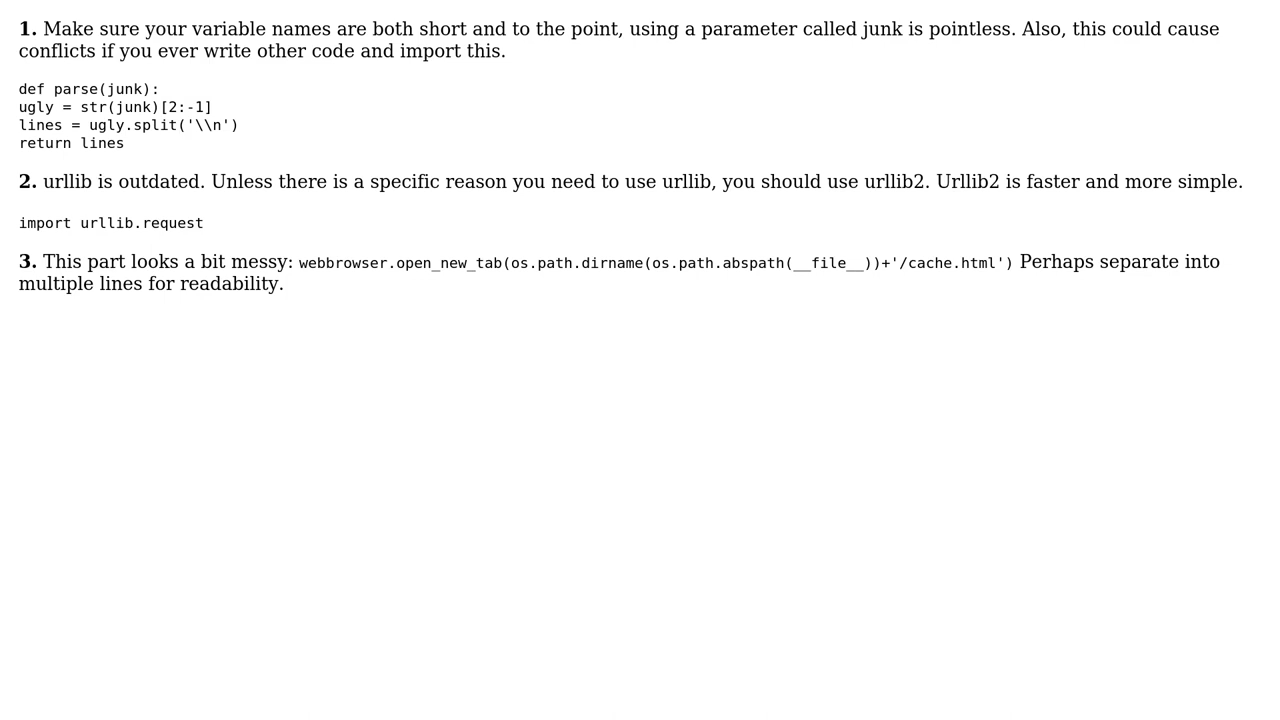 1. Make sure your variable names are both short and to the point, using a parameter called junk is pointless. Also, this could cause
conflicts if you ever write other code and import this.
def parse(junk):
ugly = str(junk)[2:-1]
lines = ugly.split('\\n')
return lines
2. urllib is outdated. Unless there is a specific reason you need to use urllib, you should use urllib2. Urllib2 is faster and more simple.
import urllib.request
3. This part looks a bit messy: webbrowser.open_new_tab(os.path.dirname(os.path.abspath(__file__))+'/cache.html') Perhaps separate into
multiple lines for readability.